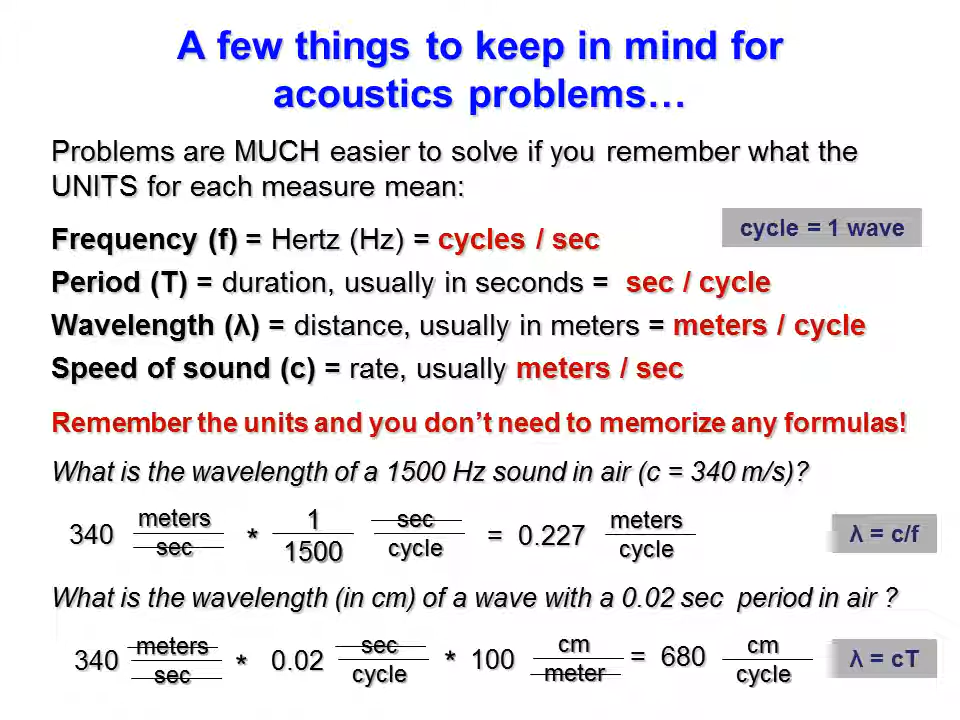 A few things to keep in mind for
acoustics problems…
Problems are MUCH easier to solve if you remember what the
UNITS for each measure mean:
cycle = 1 wave
Frequency (f) = Hertz (Hz) = cycles / sec
Period (T) = duration, usually in seconds = sec / cycle
Wavelength (λ) = distance, usually in meters = meters / cycle
Speed of sound (c) = rate, usually meters / sec
Remember the units and you don’t need to memorize any formulas!
What is the wavelength of a 1500 Hz sound in air (c = 340 m/s)?
340 meters/sec * 1/1500 sec/cycle = 0.227 meters/cycle
λ = c/f
What is the wavelength (in cm) of a wave with a 0.02 sec period in air ?
340 meters/sec * 0.02 sec/cycle * 100 cm/meter = 680 cm/cycle
λ = cT